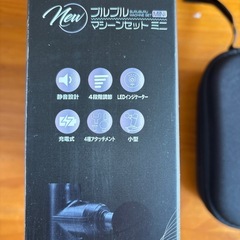 New ブルブル
マシーンセット ミニ
静音設計 4段階調節 LEDインジケーター
充電式 4種アタッチメント 小型